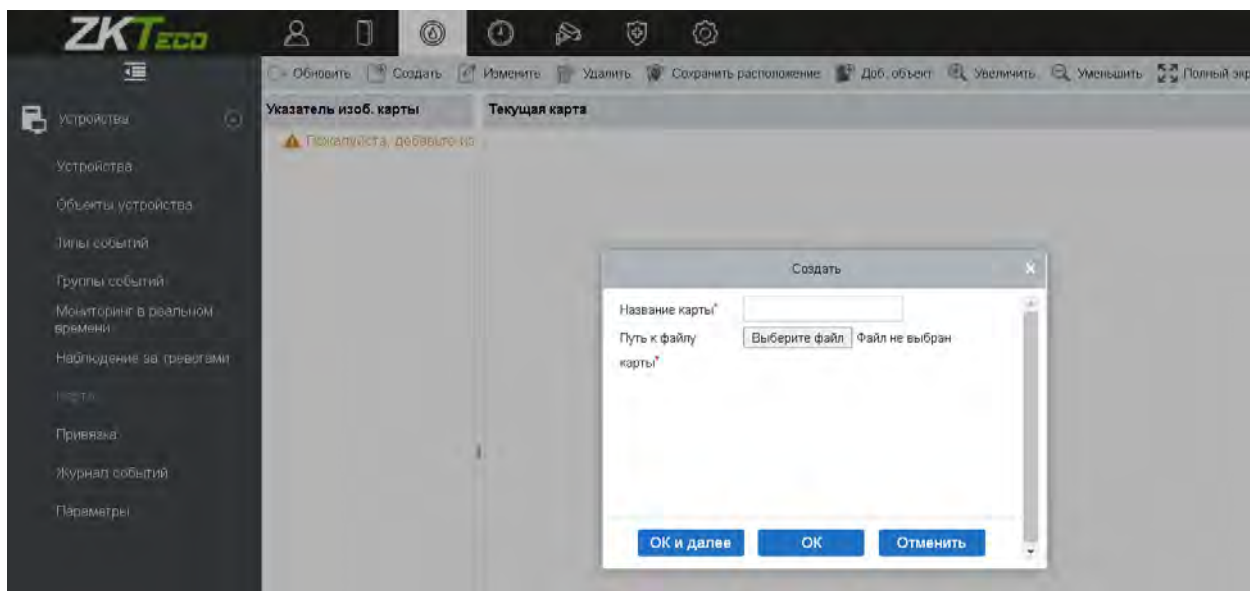 ZKTeco
Обновить Создать Изменить Удалить Сохранить расположение Доб. объект Увеличить Уменьшить Полный экр
Указатель изоб. карты Текущая карта
Устройства
Пожалуйста, добавьте из
Устройства
Объекты устройства
Типы событий
Группы событий
Мониторинг в реальном
времени
Наблюдение за тревогами
Карта
Привязка
Журнал событий
Параметры
Создать
Название карты*
Путь к файлу Выберите файл Файл не выбран
карты*
ОК и далее ОК Отменить